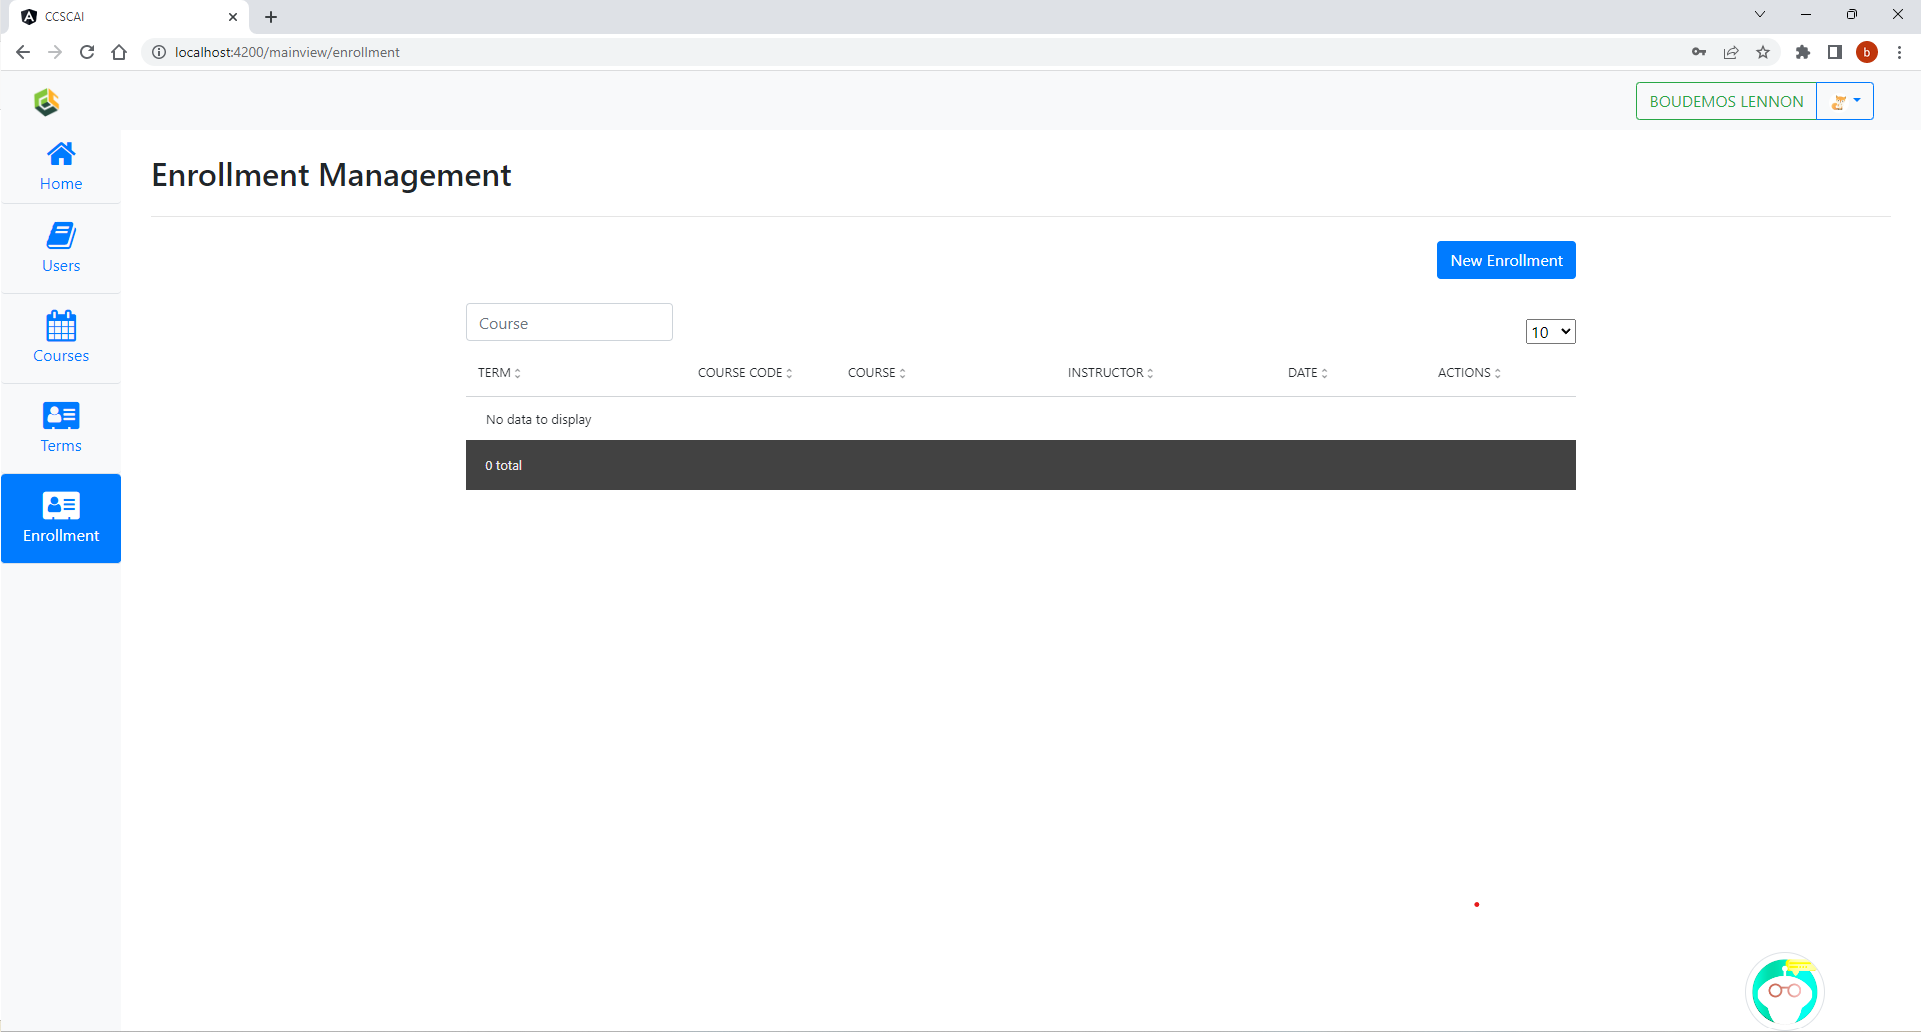 CCSCAI
localhost:4200/mainview/enrollment
b
BOUDEMOS LENNON
Home
Enrollment Management
Users
New Enrollment
Course
10
Courses
TERM COURSE CODE COURSE INSTRUCTOR DATE ACTIONS
No data to display
Terms
0 total
Enrollment